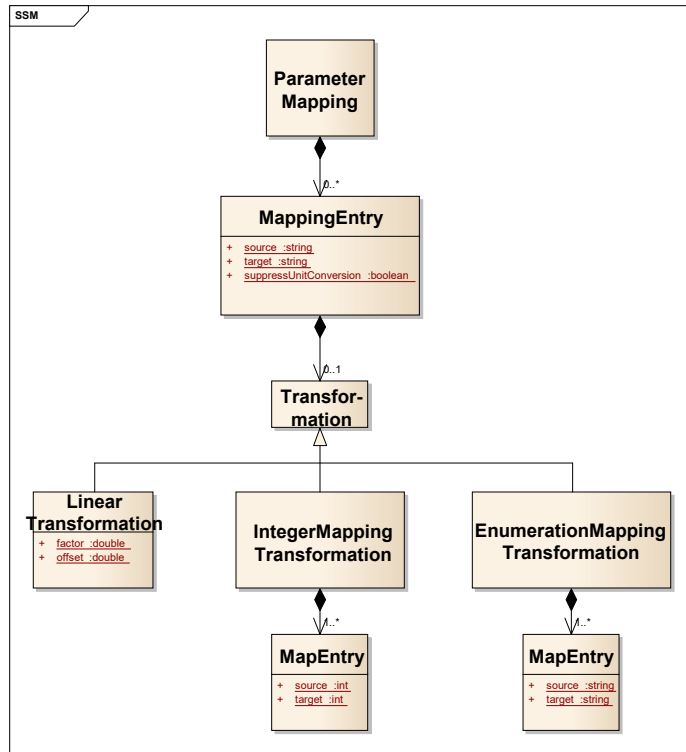 SSM
Parameter
Mapping
0..*
MappingEntry
+ source :string
+ target :string
+ suppressUnitConversion :boolean
0..1
Transfor-
mation
Linear
Transformation
+ factor :double
+ offset :double
IntegerMapping
Transformation
EnumerationMapping
Transformation
1..*
1..*
MapEntry
+ source :int
+ target :int
MapEntry
+ source :string
+ target :string